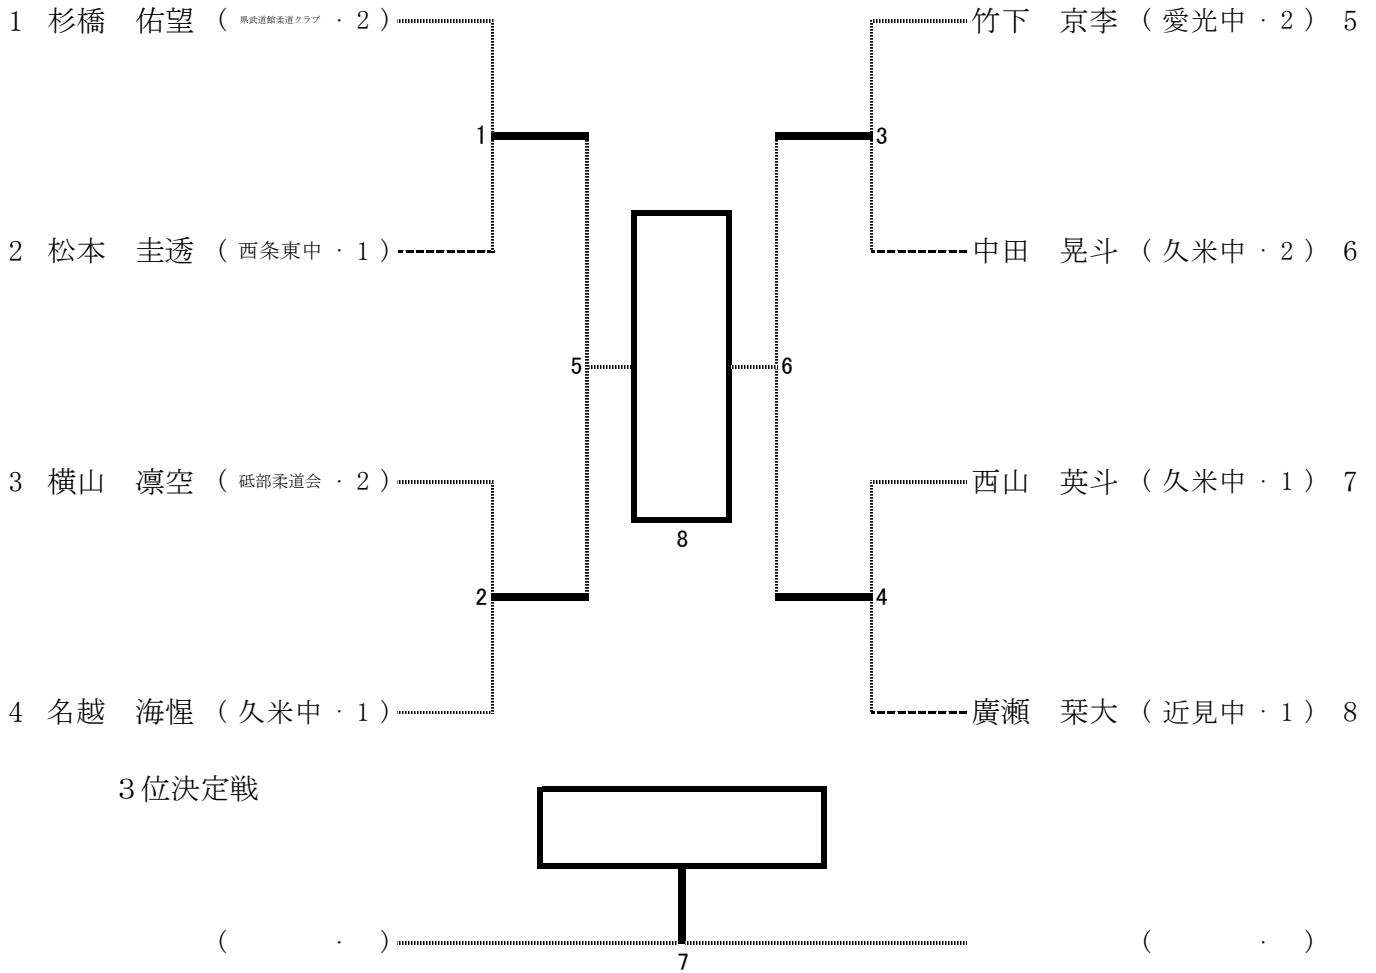 1 杉橋 佑望 ( 県武道館柔道クラブ ・ 2 )
竹下 京李 ( 愛光中 ・ 2 ) 5
1
3
2 松本 圭透 ( 西条東中 ・ 1 )
中田 晃斗 ( 久米中 ・ 2 ) 6
5
6
3 横山 凛空 ( 砥部柔道会 ・ 2 )
西山 英斗 ( 久米中 ・ 1 ) 7
8
2
4
4 名越 海惺 ( 久米中 ・ 1 )
廣瀬 栞大 ( 近見中 ・ 1 ) 8
３位決定戦
( ・ )
( ・ )
7